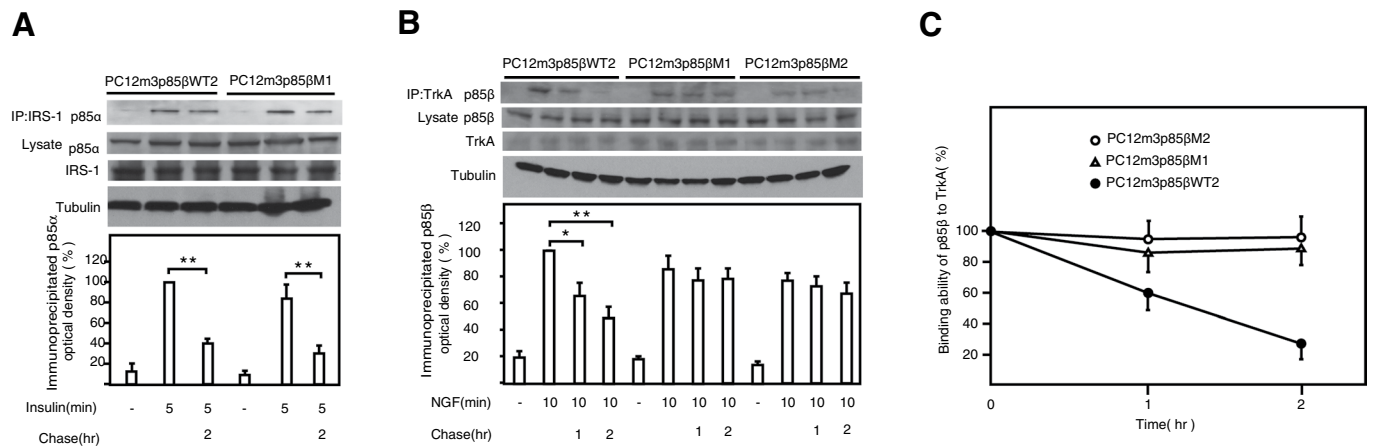 A
PC12m3p85βWT2 PC12m3p85βM1
IP:IRS-1 p85α
Lysate p85α
IRS-1
Tubulin
Immunoprecipitated p85α
optical density ( % )
120
100
80
60
40
20
** **
Insulin(min) - 5 5 - 5 5
Chase(hr) 2 2
B
PC12m3p85βWT2 PC12m3p85βM1 PC12m3p85βM2
IP:TrkA p85β
Lysate p85β
TrkA
Tubulin
Immunoprecipitated p85β
optical density ( % )
120
100
80
60
40
20
**
*
NGF(min) - 10 10 10 - 10 10 10 - 10 10 10
Chase(hr) 1 2 1 2 1 2
C
PC12m3p85βM2
PC12m3p85βM1
PC12m3p85βWT2
Binding ability of p85β to TrkA( % )
100
80
60
40
20
0 1 2
Time( hr )